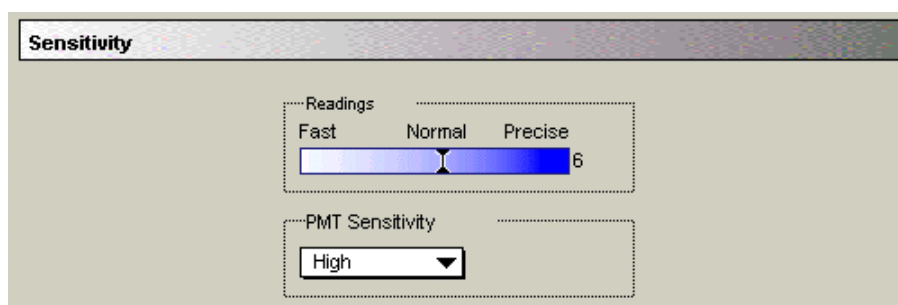 Sensitivity
Readings
Fast Normal Precise
6
PMT Sensitivity
High